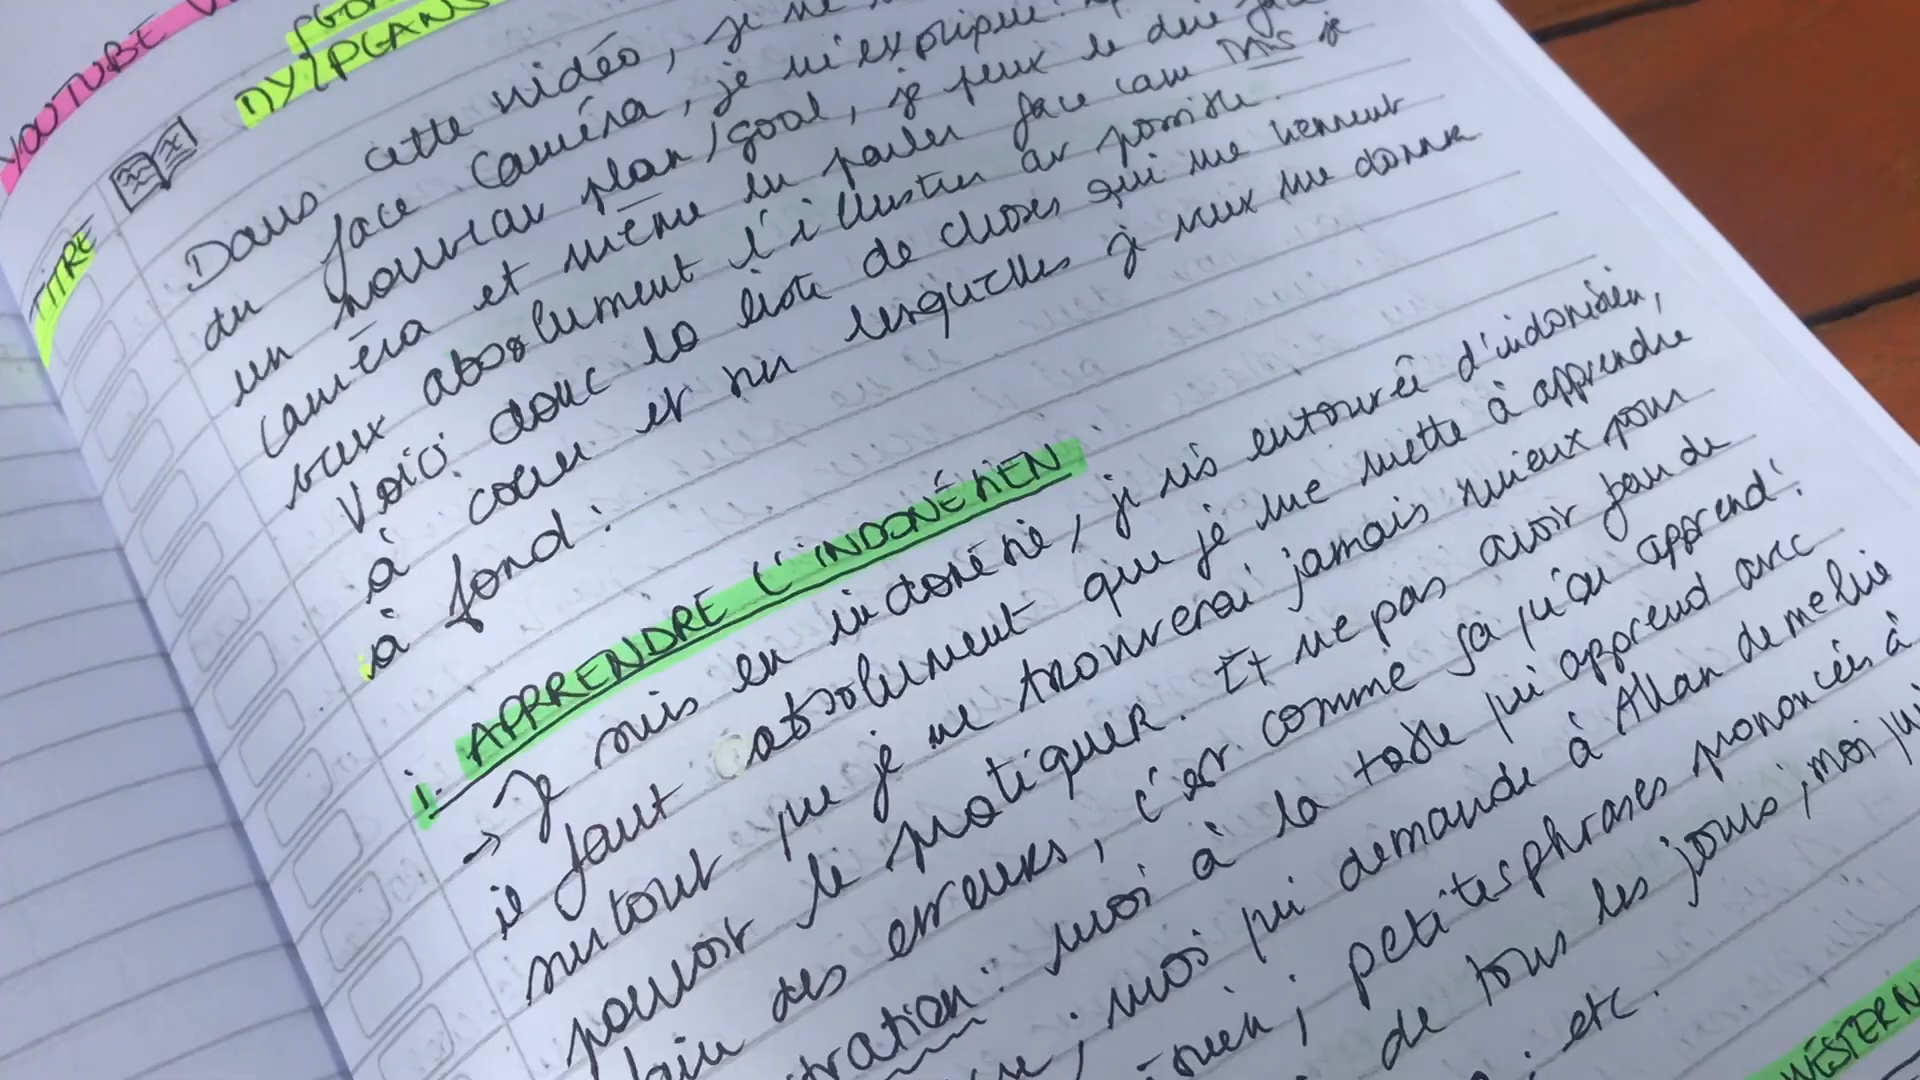 YOUTUBE V
MY/PLANS
TITRE
Dans cette vidéo, je ne
du face caméra, je m'explique.
un nouveau plan/goal, je peux le dire face
caméra et même en parler face cam MS je
veux absolument l'illustrer au possible.
Voici donc la liste de choses qui me tiennent
à coeur et sur lesquelles je veux me donner
à fond :
1. APPRENDRE L'INDONÉSIEN
→ Je suis en indonésie, je suis entourée d'indonésien,
il faut absolument que je me mette à apprendre
surtout que je ne trouverai jamais mieux pour
pouvoir le pratiquer. Et ne pas avoir peur de
faire des erreurs, c'est comme ça qu'on apprend!
tration : moi à la table qui apprend avec
; moi qui demande à Allan de me lire
; petites phrases prononcées à
de tous les jours ; moi qui
etc.
WESTERN